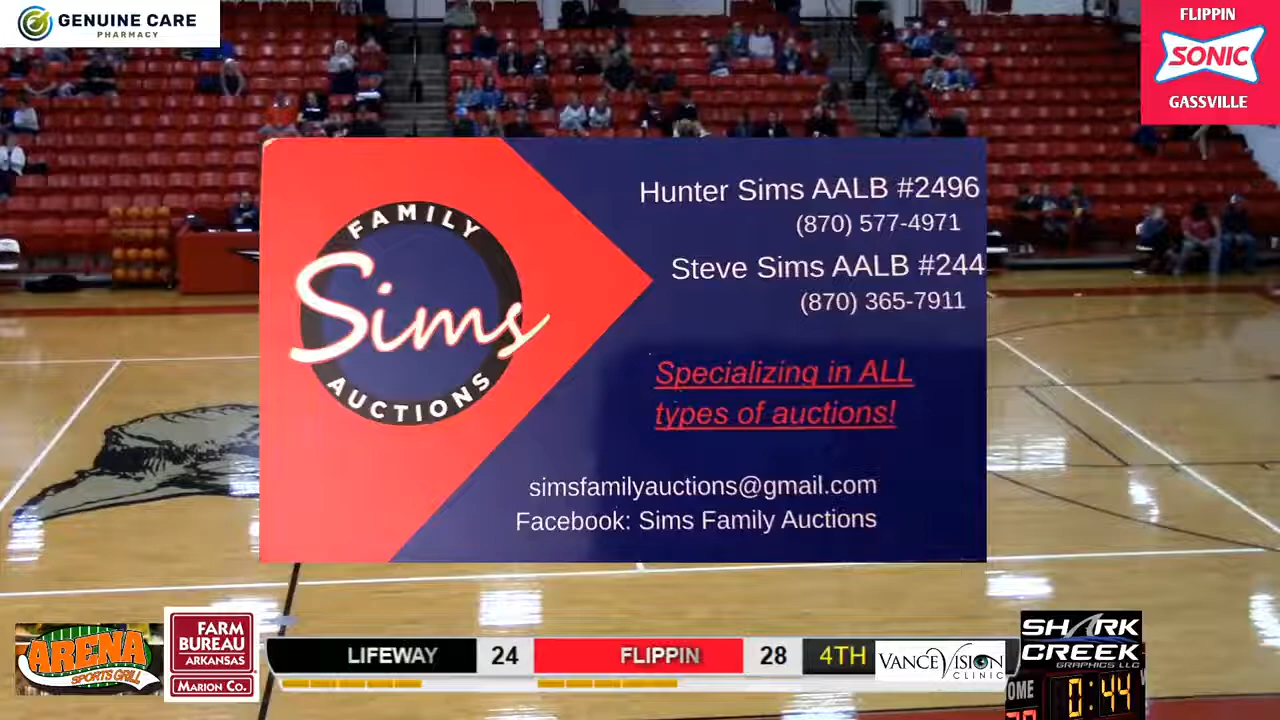 GENUINE CARE
PHARMACY
FLIPPIN
SONIC
GASSVILLE
FAMILY
Sims
AUCTIONS
Hunter Sims AALB #2496
(870) 577-4971
Steve Sims AALB #244
(870) 365-7911
Specializing in ALL
types of auctions!
simsfamilyauctions@gmail.com
Facebook: Sims Family Auctions
ARENA
SPORTS GRILL
FARM
BUREAU
ARKANSAS
MARION CO.
LIFEWAY 24 FLIPPIN 28 4TH
VANCE VISION
CLINIC
SHARK
CREEK
GRAPHICS LLC
OME
0:44